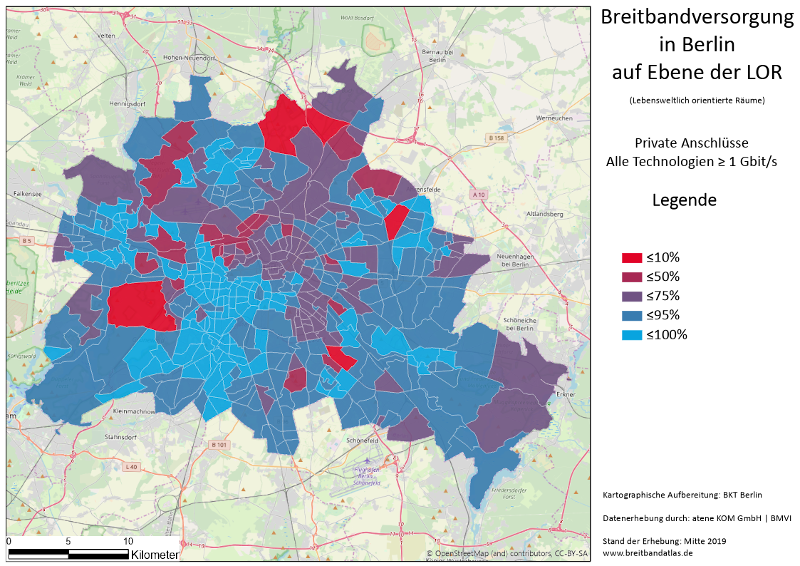 Breitbandversorgung
in Berlin
auf Ebene der LOR
(Lebensweltlich orientierte Räume)
Private Anschlüsse
Alle Technologien ≥ 1 Gbit/s
Legende
≤10%
≤50%
≤75%
≤95%
≤100%
Kartographische Aufbereitung: BKT Berlin
Datenerhebung durch: atene KOM GmbH | BMVI
Stand der Erhebung: Mitte 2019
www.breitbandatlas.de
Velten
Hohen Neuendorf
Bernau bei
Berlin
Hennigsdorf
Werneuchen
B 158
Falkensee
A 10
ensfelde
Altlandsberg
B 5
Neuenhagen
bei Berlin
Schöneiche
bei Berlin
Erkner
Kleinmachnow
Stahnsdorf
B 101
L 40
Schönefeld
0 5 10
Kilometer
© OpenStreetMap (and) contributors, CC-BY-SA